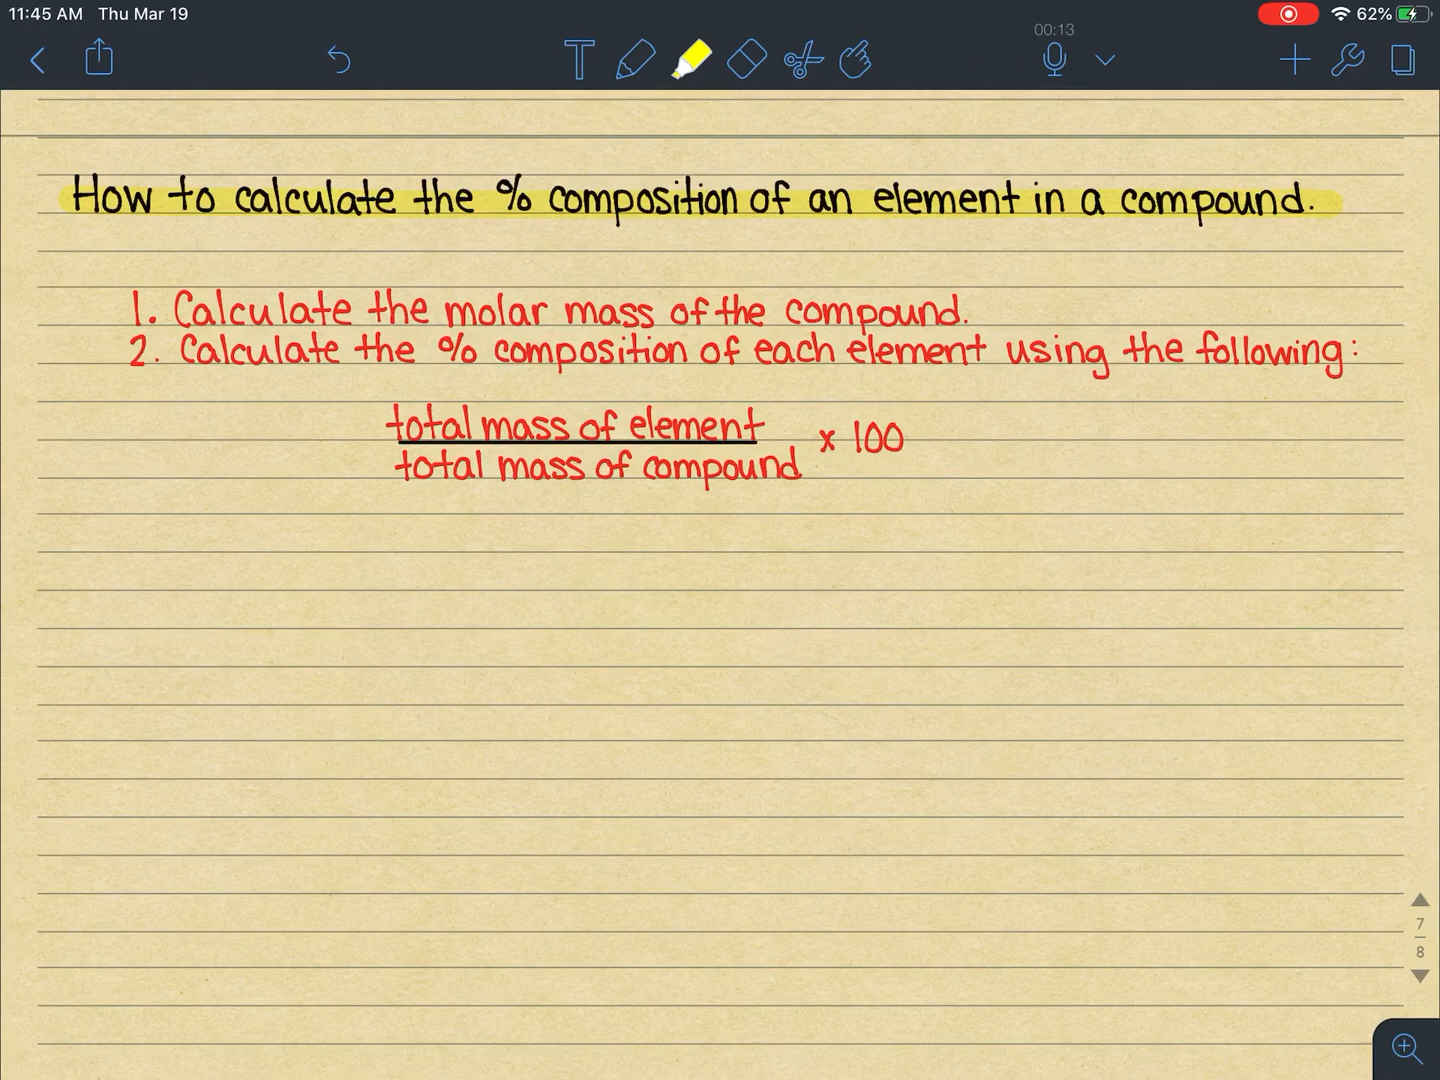 11:45 AM Thu Mar 19
62%
00:13
T
How to calculate the % composition of an element in a compound.
1. Calculate the molar mass of the compound.
2. Calculate the % composition of each element using the following:
total mass of element
x 100
total mass of compound
7
8